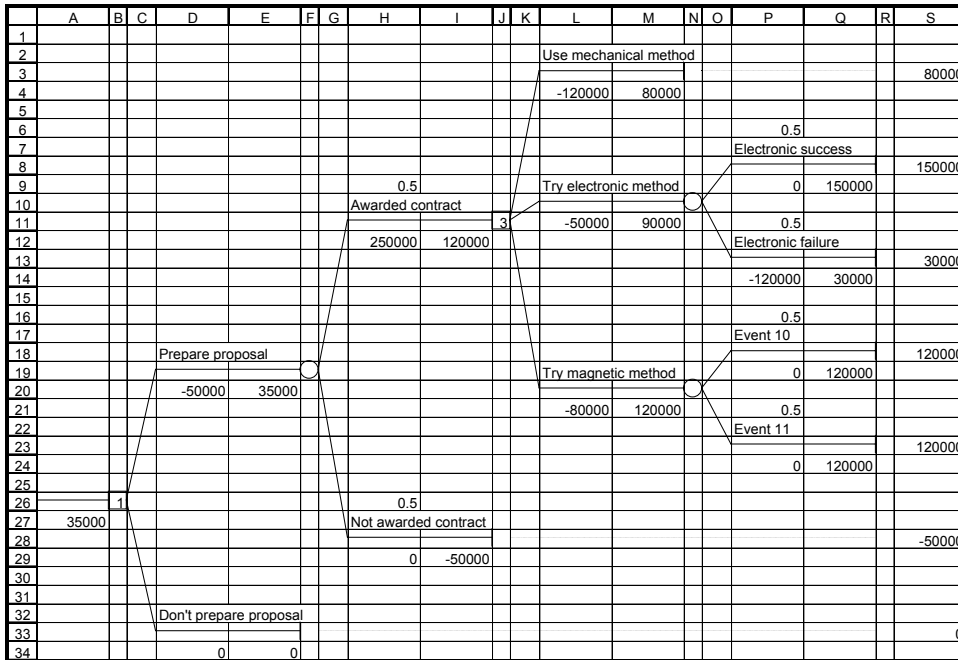 A B C D E F G H I J K L M N O P Q R S
1
2 Use mechanical method
3 80000
4 -120000 80000
5
6 0.5
7 Electronic success
8 150000
9 0.5 Try electronic method 0 150000
10 Awarded contract
11 3 -50000 90000 0.5
12 250000 120000 Electronic failure
13 30000
14 -120000 30000
15
16 0.5
17 Event 10
18 Prepare proposal 120000
19 Try magnetic method 0 120000
20 -50000 35000
21 -80000 120000 0.5
22 Event 11
23 120000
24 0 120000
25
26 1 0.5
27 35000 Not awarded contract
28 -50000
29 0 -50000
30
31
32 Don't prepare proposal
33 0
34 0 0